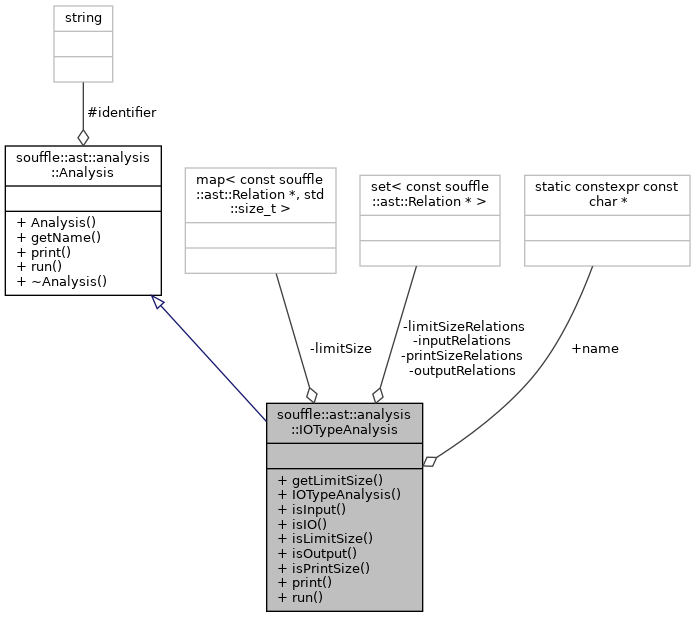 string
#identifier
souffle::ast::analysis
::Analysis
+ Analysis()
+ getName()
+ print()
+ run()
+ ~Analysis()
map< const souffle
::ast::Relation *, std
::size_t >
set< const souffle
::ast::Relation * >
static constexpr const
char *
-limitSize
-limitSizeRelations
-inputRelations
-printSizeRelations
-outputRelations
+name
souffle::ast::analysis
::IOTypeAnalysis
+ getLimitSize()
+ IOTypeAnalysis()
+ isInput()
+ isIO()
+ isLimitSize()
+ isOutput()
+ isPrintSize()
+ print()
+ run()